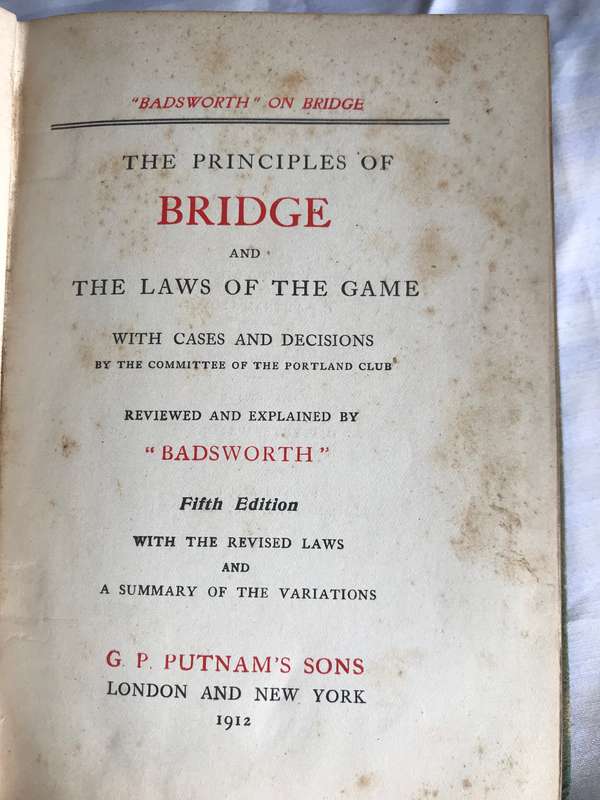 "BADSWORTH" ON BRIDGE
THE PRINCIPLES OF
BRIDGE
AND
THE LAWS OF THE GAME
WITH CASES AND DECISIONS
BY THE COMMITTEE OF THE PORTLAND CLUB
REVIEWED AND EXPLAINED BY
"BADSWORTH"
Fifth Edition
WITH THE REVISED LAWS
AND
A SUMMARY OF THE VARIATIONS
G. P. PUTNAM'S SONS
LONDON AND NEW YORK
1912